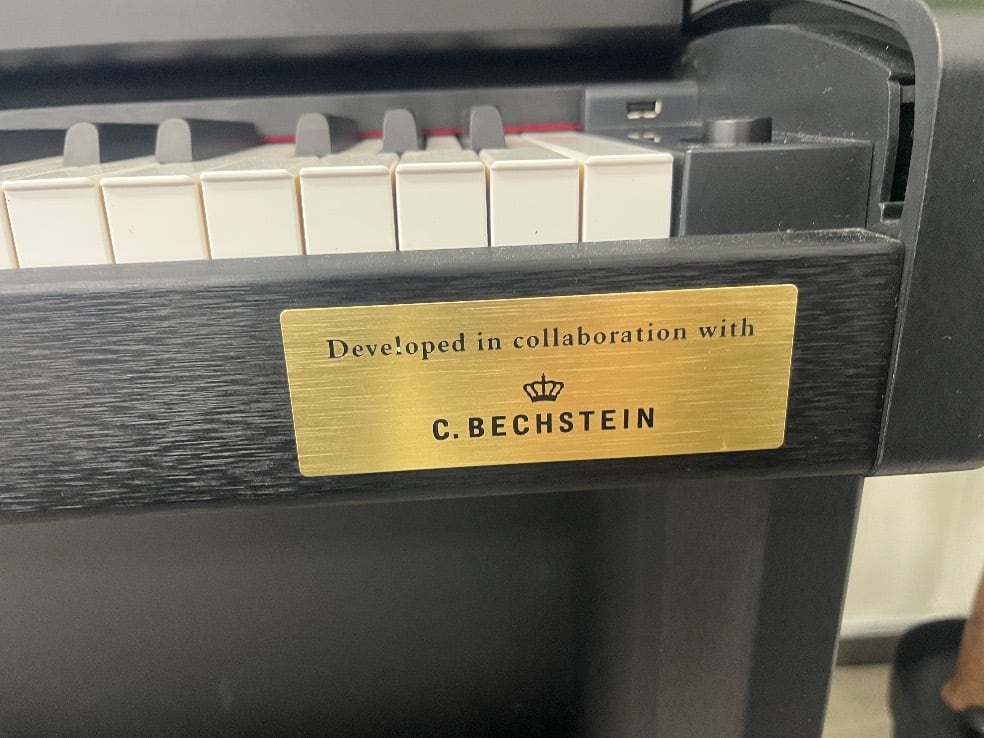 Developed in collaboration with
C. BECHSTEIN